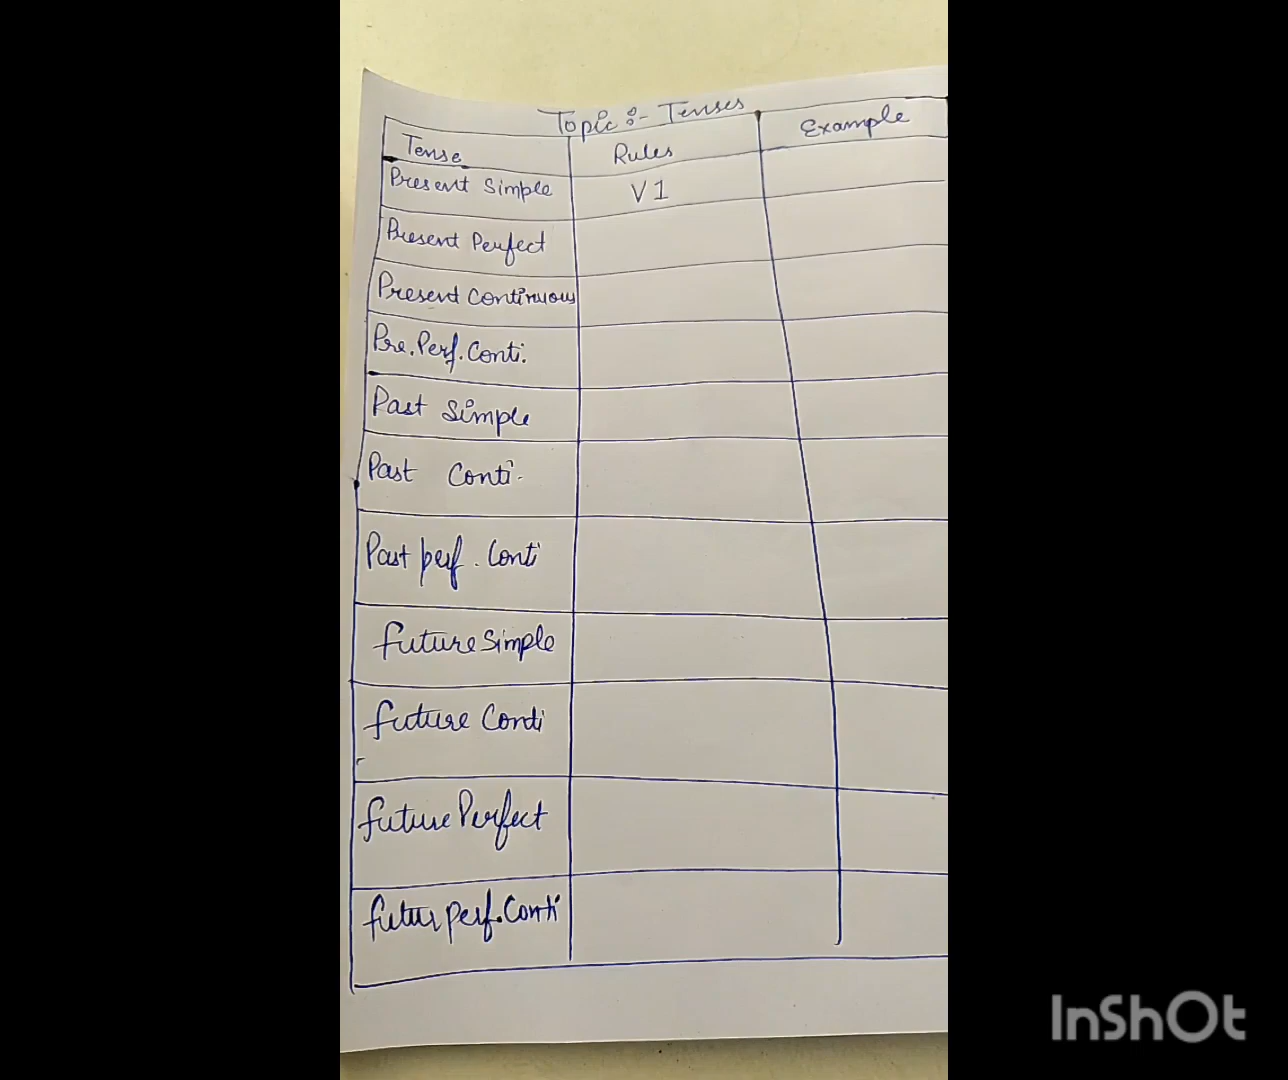 Topic :- Tenses
Tense Rules Example
Present Simple V1
Present Perfect
Present Continuous
Pre. Perf. Conti.
Past Simple
Past Conti.
Past perf. Conti
future Simple
future Conti
future Perfect
futur perf. Conti
InShOt